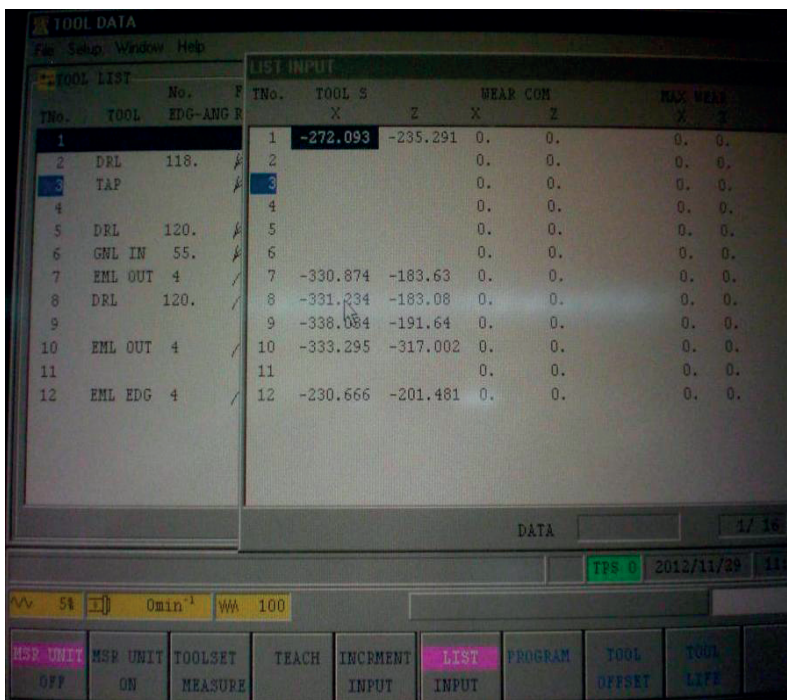 TOOL DATA
File Setup Window Help
TOOL LIST
No. F
TNo. TOOL EDG-ANG R
1
2 DRL 118.
3 TAP
4
5 DRL 120.
6 GNL IN 55.
7 EML OUT 4
8 DRL 120.
9
10 EML OUT 4
11
12 EML EDG 4
LIST INPUT
TNo. TOOL S WEAR COM MAX WEAR
X Z X Z X Z
1 -272.093 -235.291 0. 0. 0. 0.
2 0. 0. 0. 0.
3 0. 0. 0. 0.
4 0. 0. 0. 0.
5 0. 0. 0. 0.
6 0. 0. 0. 0.
7 -330.874 -183.63 0. 0. 0. 0.
8 -331.234 -183.08 0. 0. 0. 0.
9 -338.084 -191.64 0. 0. 0. 0.
10 -333.295 -317.002 0. 0. 0. 0.
11 0. 0. 0. 0.
12 -230.666 -201.481 0. 0. 0. 0.
DATA 1/ 16
TPS 0 2012/11/29
5% 0min⁻¹ 100
MSR UNIT OFF
MSR UNIT ON
TOOLSET MEASURE
TEACH
INCRMENT INPUT
LIST INPUT
PROGRAM
TOOL OFFSET
TOOL LIFE